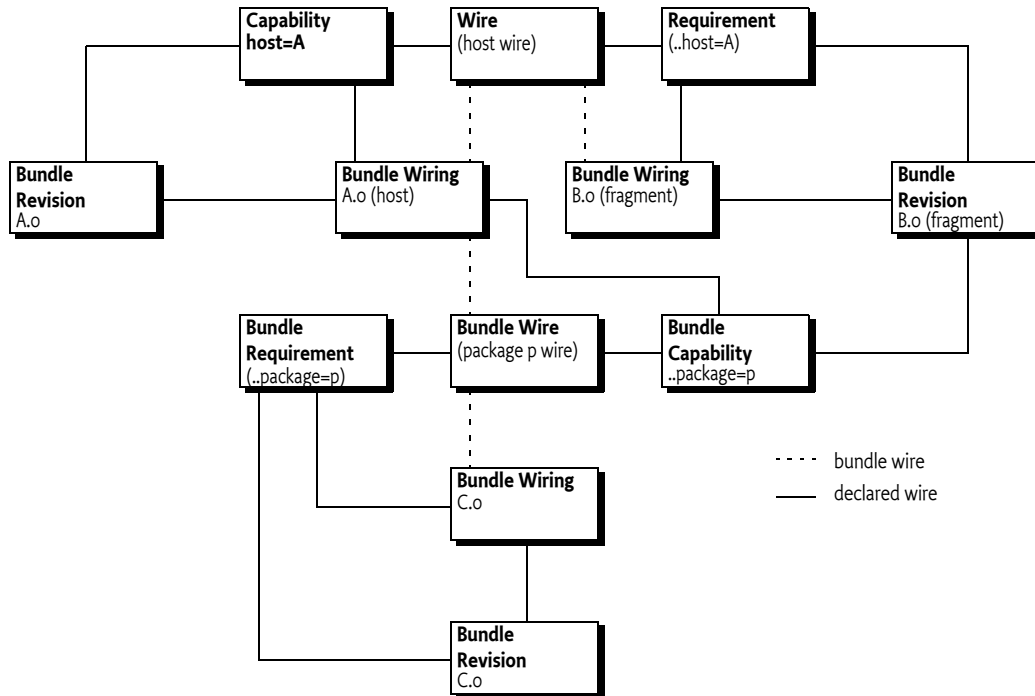 Capability
host=A
Wire
(host wire)
Requirement
(..host=A)
Bundle
Revision
A.o
Bundle Wiring
A.o (host)
Bundle Wiring
B.o (fragment)
Bundle
Revision
B.o (fragment)
Bundle
Requirement
(..package=p)
Bundle Wire
(package p wire)
Bundle
Capability
..package=p
Bundle Wiring
C.o
bundle wire
declared wire
Bundle
Revision
C.o